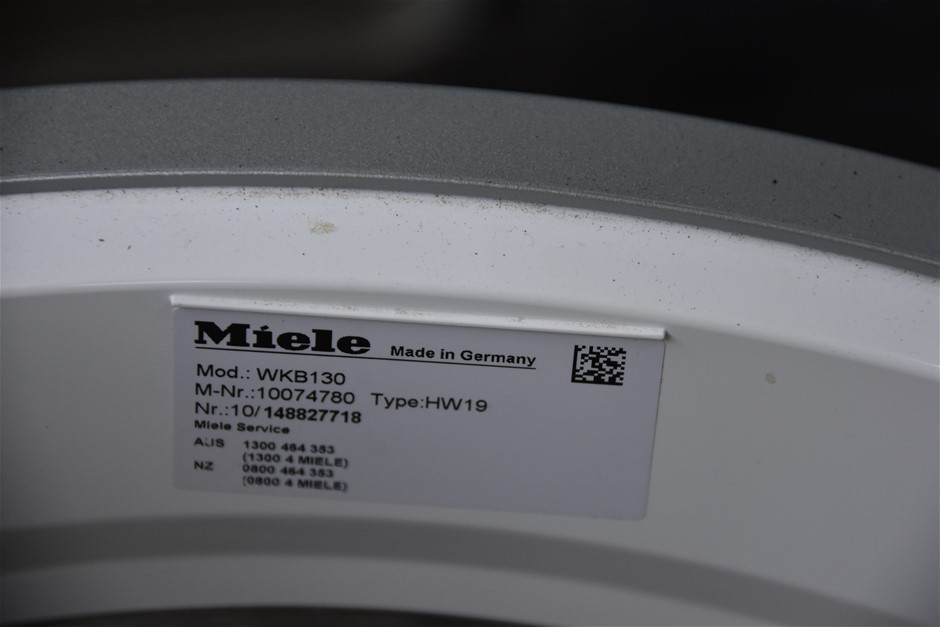 Miele Made in Germany
Mod.: WKB130
M-Nr.:10074780 Type:HW19
Nr.:10/148827718
Miele Service
AUS 1300 464 353
(1300 4 MIELE)
NZ 0800 464 353
(0800 4 MIELE)